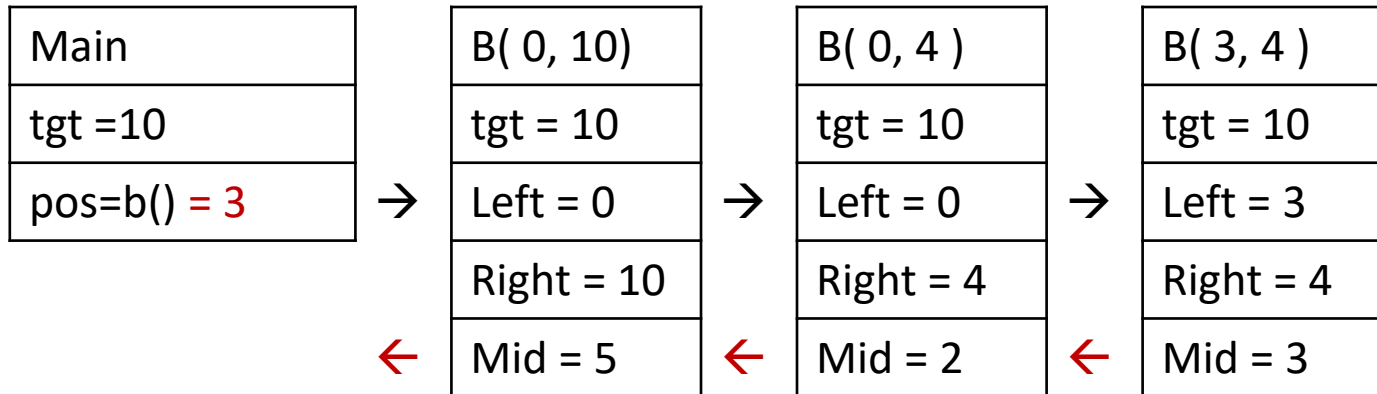 Main
tgt =10
pos=b() = 3
→
←
B( 0, 10)
tgt = 10
Left = 0
Right = 10
Mid = 5
→
←
B( 0, 4 )
tgt = 10
Left = 0
Right = 4
Mid = 2
→
←
B( 3, 4 )
tgt = 10
Left = 3
Right = 4
Mid = 3